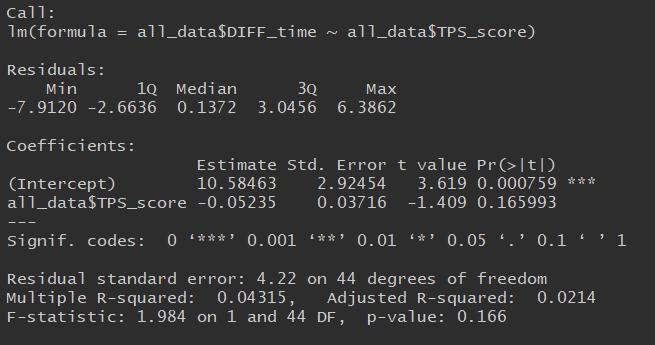 Call:
lm(formula = all_data$DIFF_time ~ all_data$TPS_score)
Residuals:
    Min      1Q  Median      3Q     Max
-7.9120 -2.6636  0.1372  3.0456  6.3862
Coefficients:
                   Estimate Std. Error t value Pr(>|t|)
(Intercept)        10.58463    2.92454   3.619 0.000759 ***
all_data$TPS_score -0.05235    0.03716  -1.409 0.165993
---
Signif. codes:  0 ‘***’ 0.001 ‘**’ 0.01 ‘*’ 0.05 ‘.’ 0.1 ‘ ’ 1
Residual standard error: 4.22 on 44 degrees of freedom
Multiple R-squared:  0.04315,   Adjusted R-squared:  0.0214
F-statistic: 1.984 on 1 and 44 DF,  p-value: 0.166